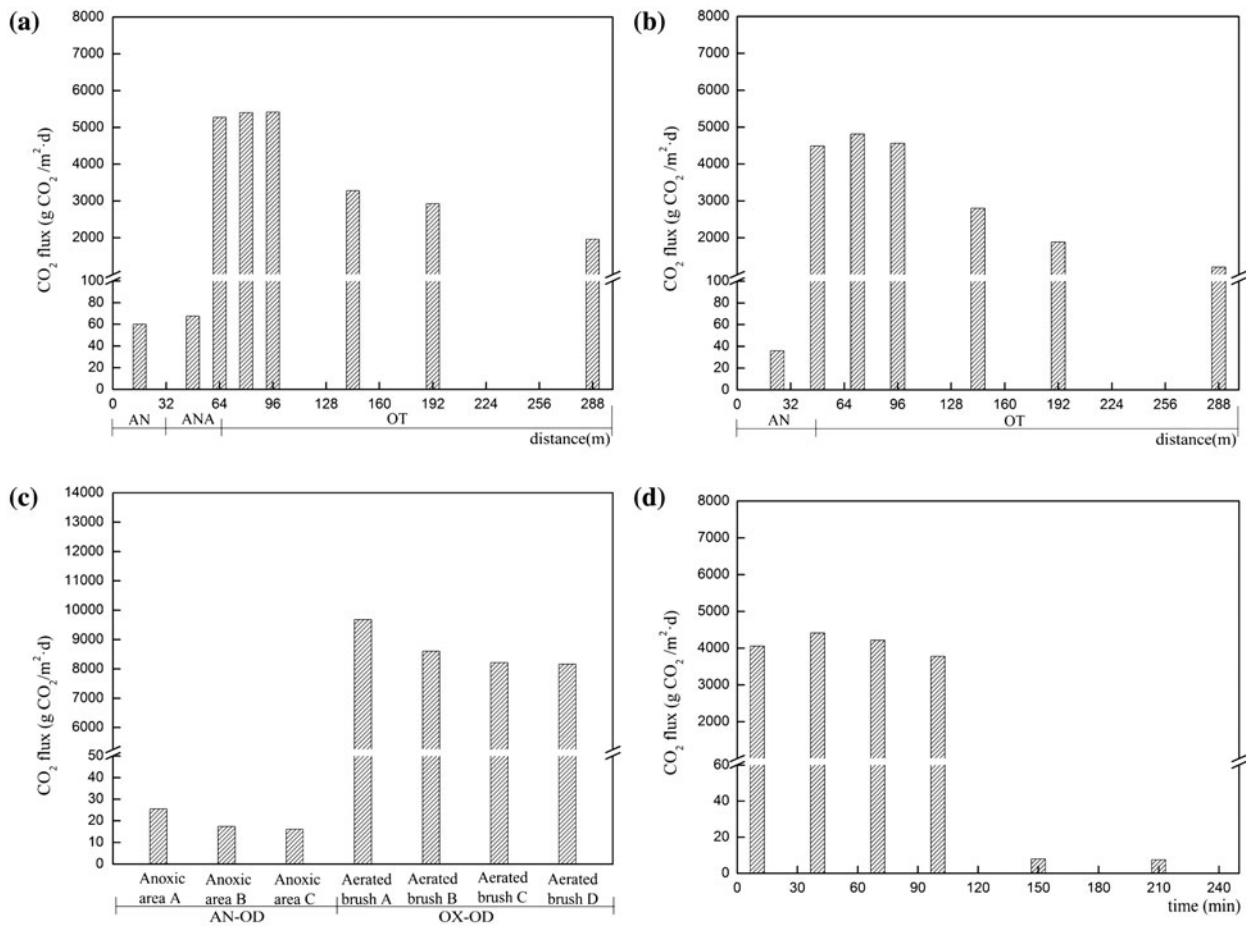 (a)
8000
7000
6000
5000
4000
3000
2000
100
80
60
40
20
0
CO2 flux (g CO2 /m2·d)
0 32 64 96 128 160 192 224 256 288
AN ANA OT
distance(m)
(b)
8000
7000
6000
5000
4000
3000
2000
100
80
60
40
20
0
CO2 flux (g CO2 /m2·d)
0 32 64 96 128 160 192 224 256 288
AN OT
distance(m)
(c)
14000
13000
12000
11000
10000
9000
8000
7000
6000
50
40
30
20
10
0
CO2 flux (g CO2/m2·d)
Anoxic Anoxic Anoxic Aerated Aerated Aerated Aerated
area A area B area C brush A brush B brush C brush D
AN-OD OX-OD
(d)
8000
7000
6000
5000
4000
3000
2000
60
40
20
0
CO2 flux (g CO2 /m2·d)
0 30 60 90 120 150 180 210 240
time (min)